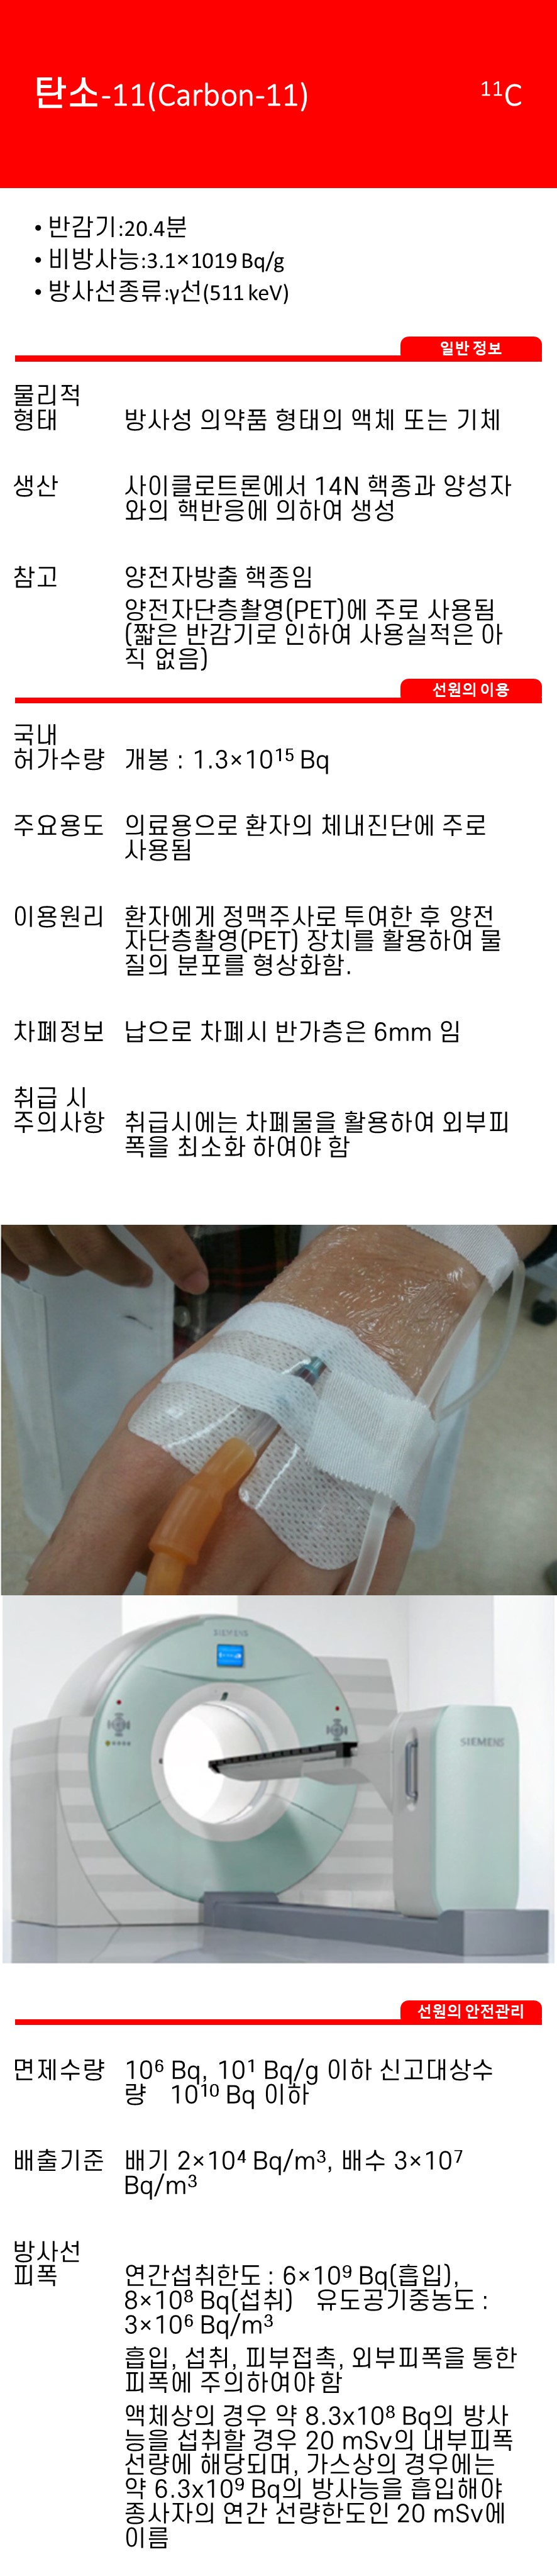 탄소-11(Carbon-11) ¹¹C
• 반감기:20.4분
• 비방사능:3.1×1019 Bq/g
• 방사선종류:γ선(511 keV)
일반 정보
물리적
형태 방사성 의약품 형태의 액체 또는 기체
생산 사이클로트론에서 14N 핵종과 양성자
와의 핵반응에 의하여 생성
참고 양전자방출 핵종임
양전자단층촬영(PET)에 주로 사용됨
(짧은 반감기로 인하여 사용실적은 아
직 없음)
선원의 이용
국내
허가수량 개봉 : 1.3×10¹⁵ Bq
주요용도 의료용으로 환자의 체내진단에 주로
사용됨
이용원리 환자에게 정맥주사로 투여한 후 양전
자단층촬영(PET) 장치를 활용하여 물
질의 분포를 형상화함.
차폐정보 납으로 차폐시 반가층은 6mm 임
취급 시
주의사항 취급시에는 차폐물을 활용하여 외부피
폭을 최소화 하여야 함
SIEMENS
SIEMENS
선원의 안전관리
면제수량 10⁶ Bq, 10¹ Bq/g 이하 신고대상수
량 10¹⁰ Bq 이하
배출기준 배기 2×10⁴ Bq/m³, 배수 3×10⁷
Bq/m³
방사선
피폭 연간섭취한도 : 6×10⁹ Bq(흡입),
8×10⁸ Bq(섭취) 유도공기중농도 :
3×10⁶ Bq/m³
흡입, 섭취, 피부접촉, 외부피폭을 통한
피폭에 주의하여야 함
액체상의 경우 약 8.3x10⁸ Bq의 방사
능을 섭취할 경우 20 mSv의 내부피폭
선량에 해당되며, 가스상의 경우에는
약 6.3x10⁹ Bq의 방사능을 흡입해야
종사자의 연간 선량한도인 20 mSv에
이름